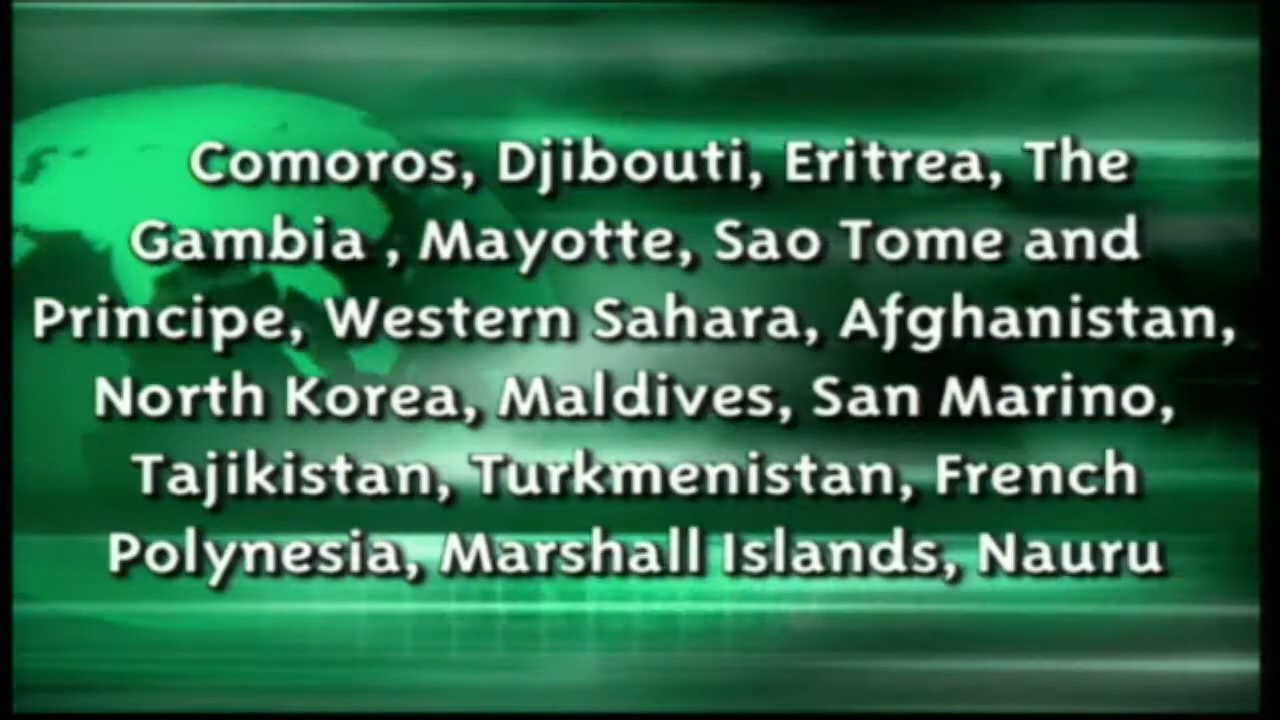 Comoros, Djibouti, Eritrea, The
Gambia , Mayotte, Sao Tome and
Principe, Western Sahara, Afghanistan,
North Korea, Maldives, San Marino,
Tajikistan, Turkmenistan, French
Polynesia, Marshall Islands, Nauru